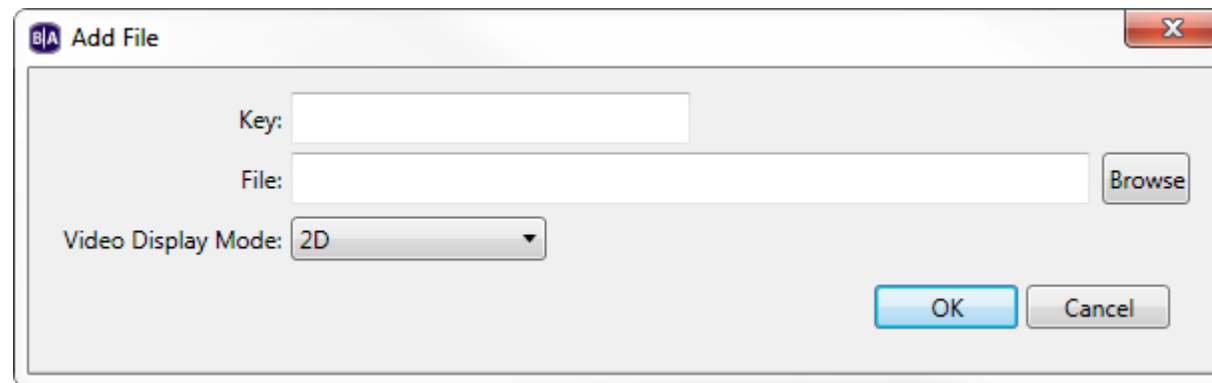 B|A Add File X
Key:
File: Browse
Video Display Mode: 2D
OK Cancel